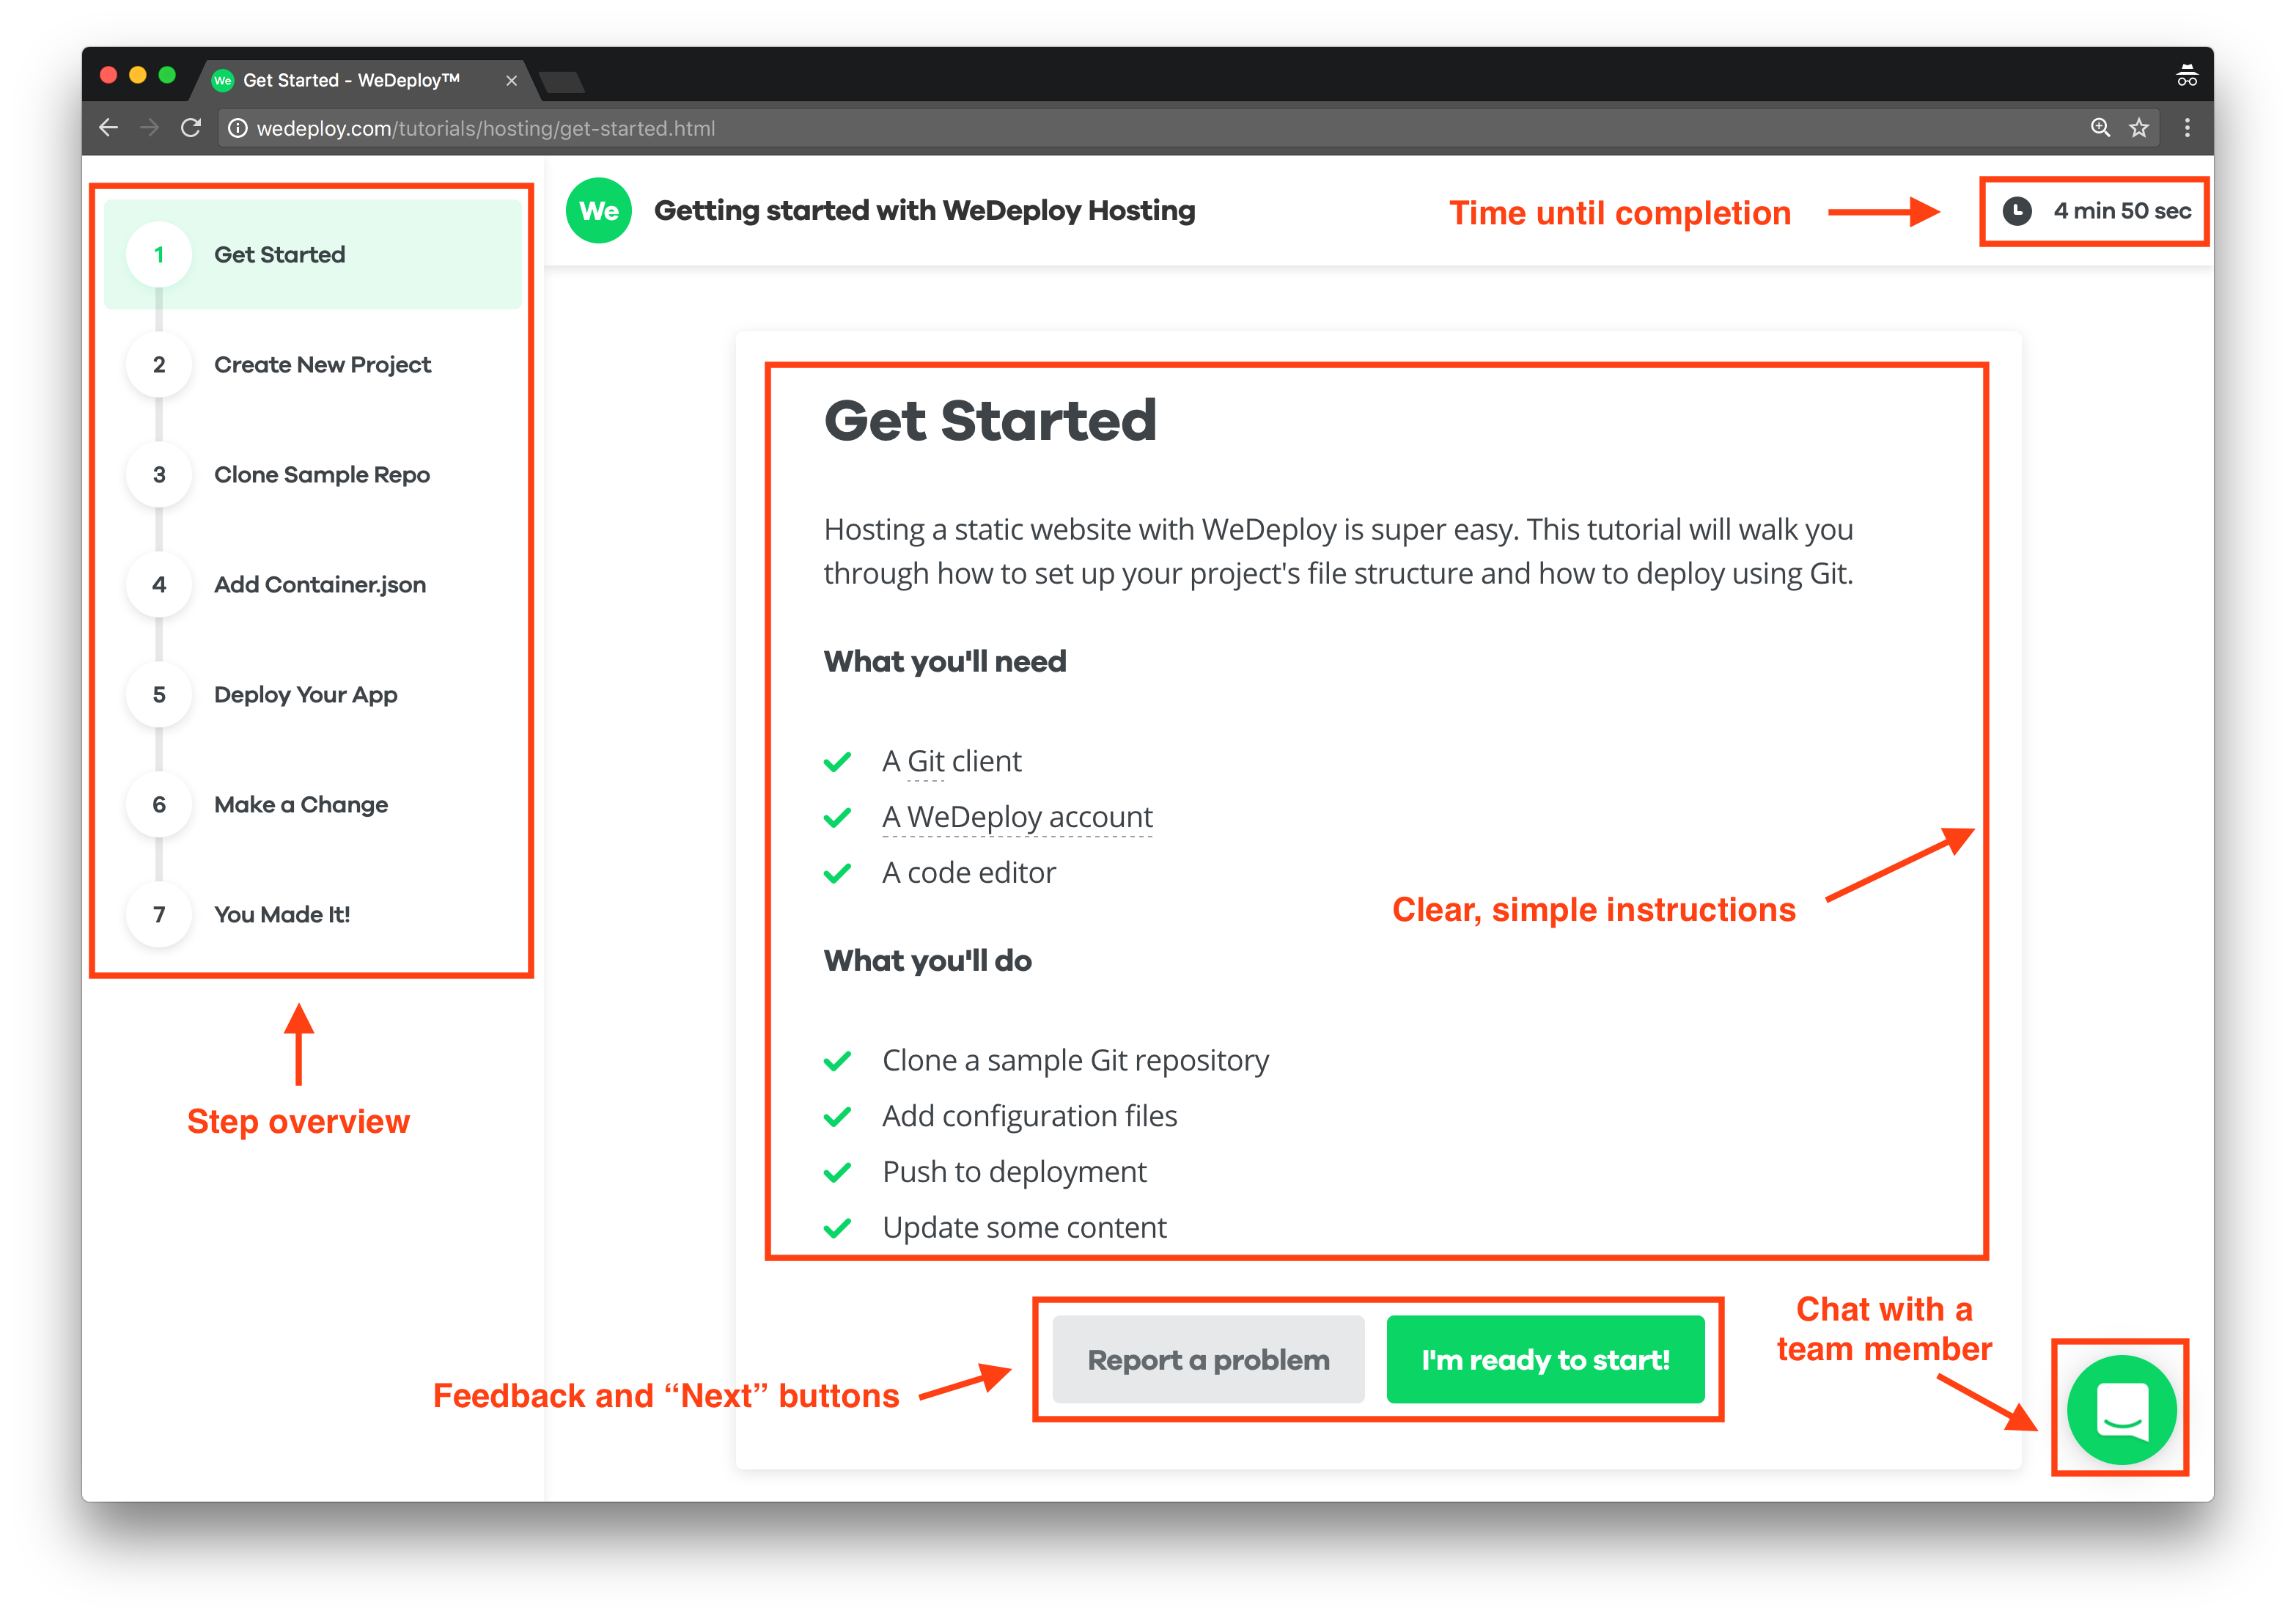 We Get Started - WeDeploy™
wedeploy.com/tutorials/hosting/get-started.html
1 Get Started
2 Create New Project
3 Clone Sample Repo
4 Add Container.json
5 Deploy Your App
6 Make a Change
7 You Made It!
Step overview
We Getting started with WeDeploy Hosting
Time until completion
4 min 50 sec
Get Started
Hosting a static website with WeDeploy is super easy. This tutorial will walk you
through how to set up your project's file structure and how to deploy using Git.
What you'll need
A Git client
A WeDeploy account
A code editor
Clear, simple instructions
What you'll do
Clone a sample Git repository
Add configuration files
Push to deployment
Update some content
Feedback and “Next” buttons
Report a problem
I'm ready to start!
Chat with a
team member